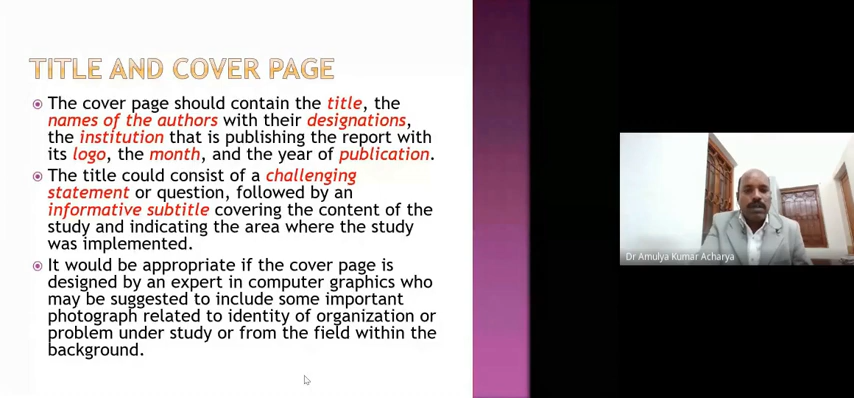 TITLE AND COVER PAGE
The cover page should contain the title, the
names of the authors with their designations,
the institution that is publishing the report with
its logo, the month, and the year of publication.
The title could consist of a challenging
statement or question, followed by an
informative subtitle covering the content of the
study and indicating the area where the study
was implemented.
It would be appropriate if the cover page is
designed by an expert in computer graphics who
may be suggested to include some important
photograph related to identity of organization or
problem under study or from the field within the
background.
Dr Amulya Kumar Acharya